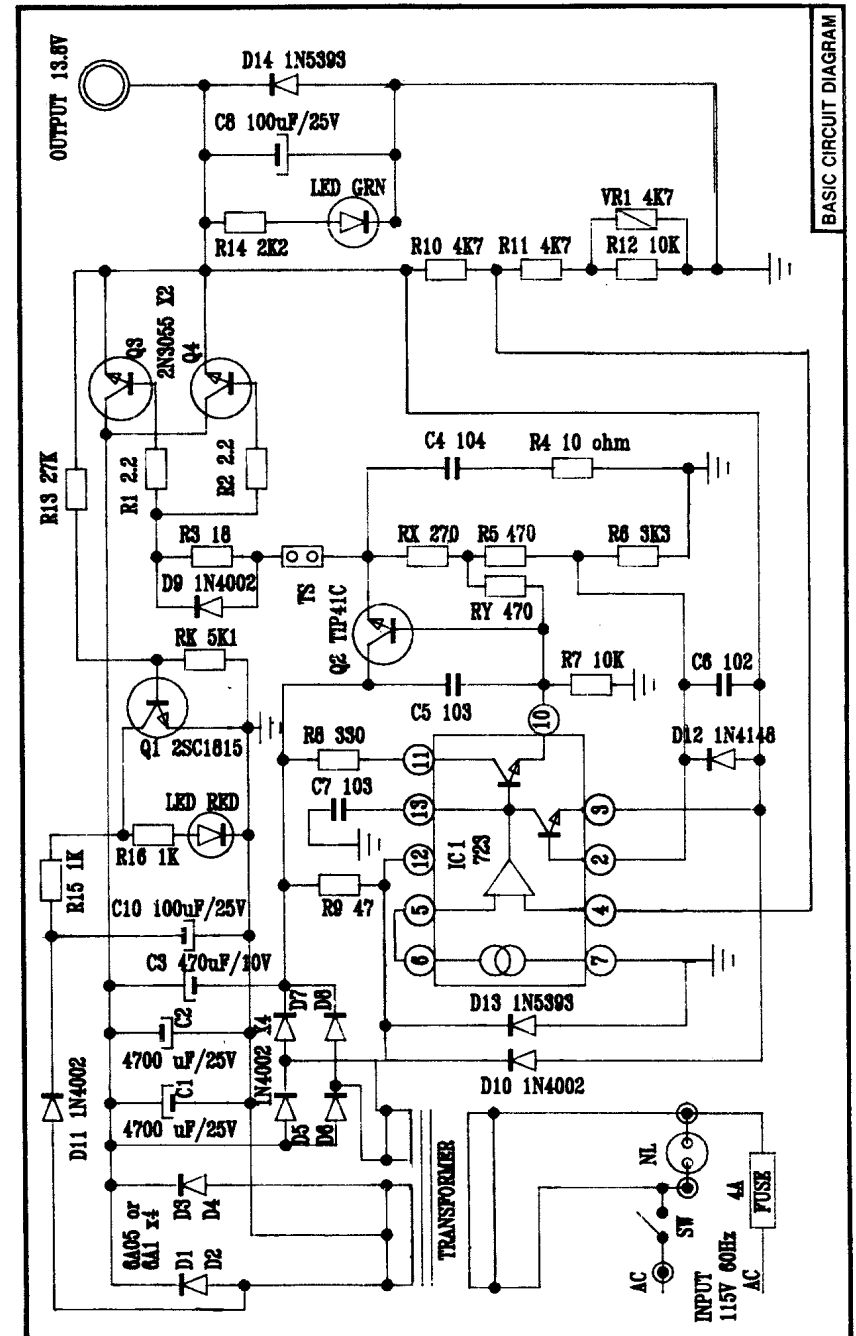 BASIC CIRCUIT DIAGRAM
OUTPUT 13.8V
D14 1N5393
C8 100uF/25V
LED GRN
R14 2K2
VR1 4K7
R10 4K7
R11 4K7
R12 10K
2N3055 X2
Q3
Q4
R13 27K
R1 2.2
R2 2.2
C4 104
R4 10 ohm
R3 18
D9 1N4002
TS
RX 270
R5 470
R6 3K3
RY 470
Q2 TIP41C
RK 5K1
Q1 2SC1815
C5 103
R7 10K
C6 102
D12 1N4148
10
R8 330
11
C7 103
13
3
LED RED
R16 1K
R15 1K
12
IC1
723
2
R9 47
5
4
6
7
C10 100uF/25V
C3 470uF/10V
C2
4700 uF/25V
C1
4700 uF/25V
D7
D8
1N4002 X4
D5
D6
D13 1N5393
D10 1N4002
D11 1N4002
6A05 or
6A1 x4
D3
D4
D1
D2
TRANSFORMER
NL
4A
FUSE
SW
AC
INPUT
115V 60Hz
AC